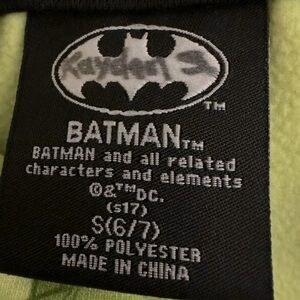 Kayden S
TM
BATMAN™
BATMAN and all related
characters and elements
©&™DC.
(s17)
S(6/7)
100% POLYESTER
MADE IN CHINA